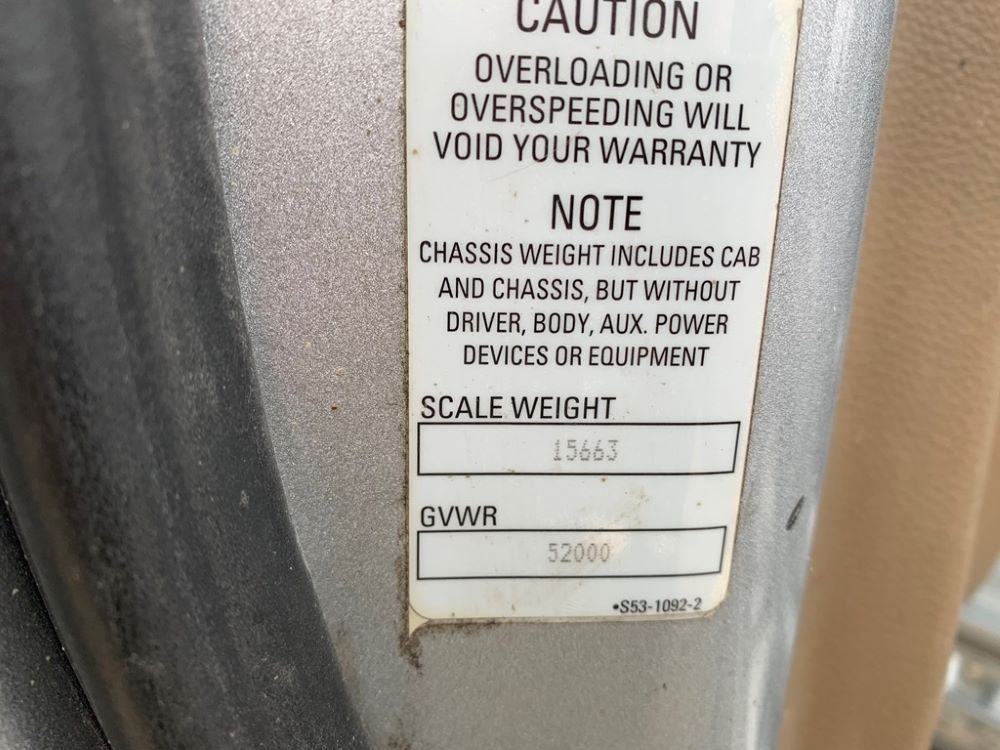 CAUTION
OVERLOADING OR
OVERSPEEDING WILL
VOID YOUR WARRANTY
NOTE
CHASSIS WEIGHT INCLUDES CAB
AND CHASSIS, BUT WITHOUT
DRIVER, BODY, AUX. POWER
DEVICES OR EQUIPMENT
SCALE WEIGHT
15663
GVWR
52000
•S53-1092-2